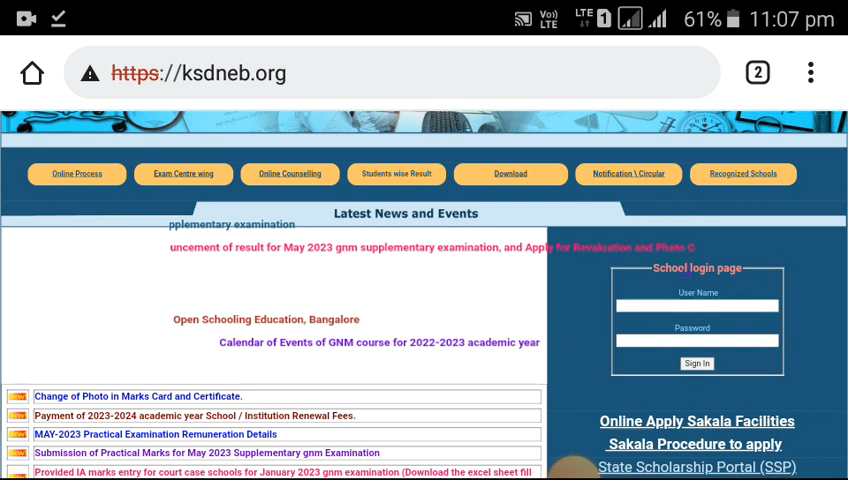 Vo)) LTE LTE 1 61% 11:07 pm
https://ksdneb.org 2
Online Process Exam Centre wing Online Counselling Students wise Result Download Notification \ Circular Recognized Schools
Latest News and Events
pplementary examination
uncement of result for May 2023 gnm supplementary examination, and Apply for Revaluation and Photo C
School login page
User Name
Password
Sign In
Open Schooling Education, Bangalore
Calendar of Events of GNM course for 2022-2023 academic year
Change of Photo in Marks Card and Certificate.
Payment of 2023-2024 academic year School / Institution Renewal Fees.
MAY-2023 Practical Examination Remuneration Details
Submission of Practical Marks for May 2023 Supplementary gnm Examination
Provided IA marks entry for court case schools for January 2023 gnm examination (Download the excel sheet fill
Online Apply Sakala Facilities
Sakala Procedure to apply
State Scholarship Portal (SSP)